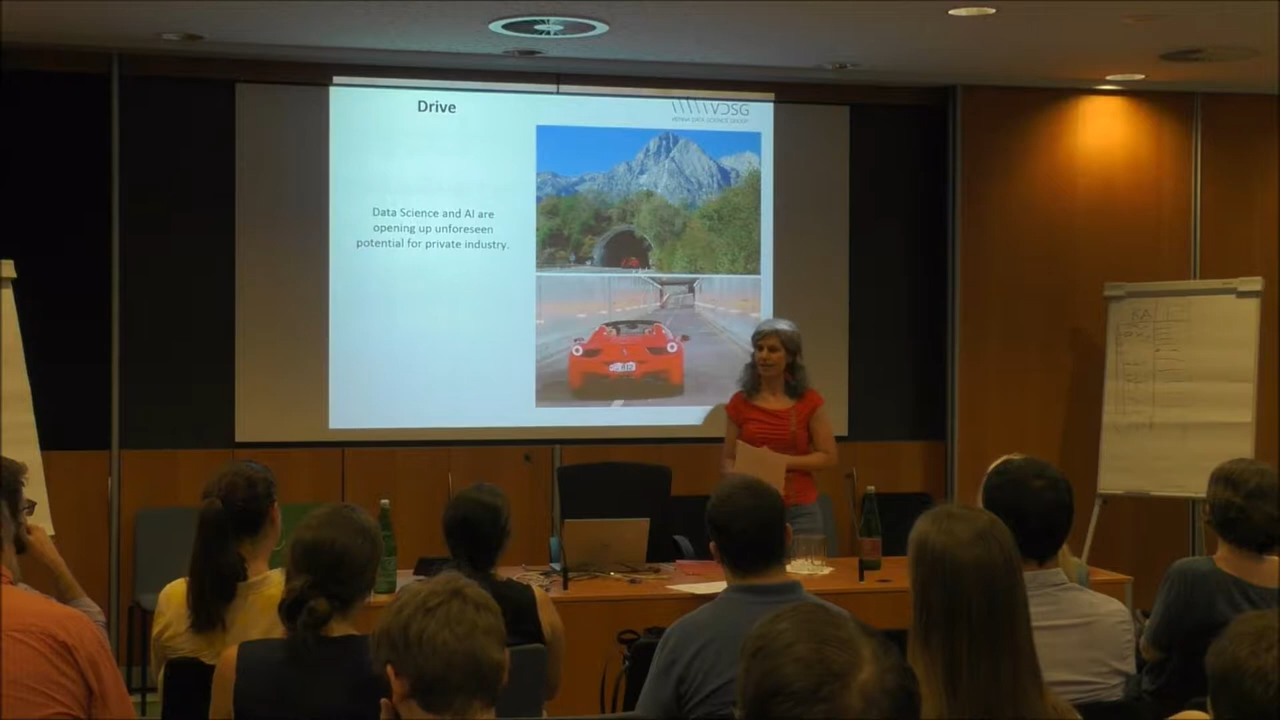 Drive
VDSG
VIENNA DATA SCIENCE GROUP
Data Science and AI are
opening up unforeseen
potential for private industry.